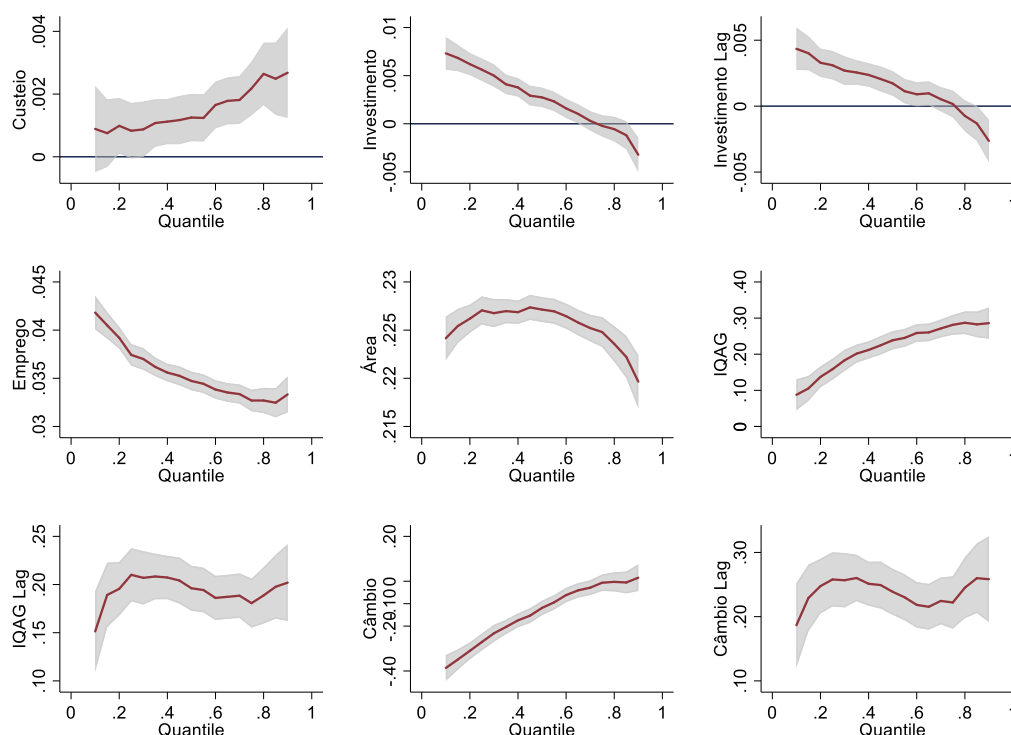 Custeio
.004
.002
0
0 .2 .4 .6 .8 1
Quantile
Investimento
.01
.005
0
-.005
0 .2 .4 .6 .8 1
Quantile
Investimento Lag
.005
0
-.005
0 .2 .4 .6 .8 1
Quantile
Emprego
.045
.04
.035
.03
0 .2 .4 .6 .8 1
Quantile
Área
.23
.225
.22
.215
0 .2 .4 .6 .8 1
Quantile
IQAG
.40
.30
.20
.10
0
0 .2 .4 .6 .8 1
Quantile
IQAG Lag
.25
.20
.15
.10
0 .2 .4 .6 .8 1
Quantile
Câmbio
.20
0
-.40
0 .2 .4 .6 .8 1
Quantile
Câmbio Lag
.30
.20
.10
0 .2 .4 .6 .8 1
Quantile